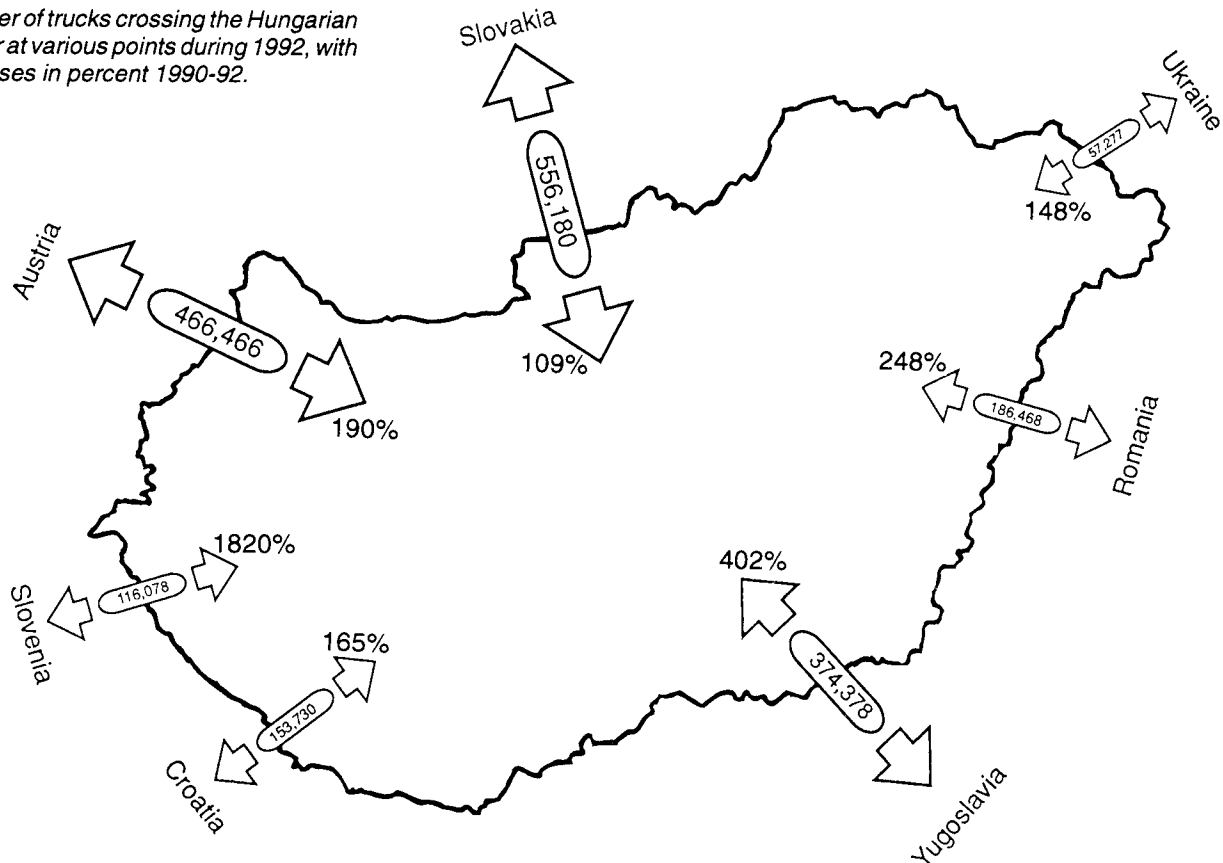 er of trucks crossing the Hungarian
at various points during 1992, with
ses in percent 1990-92.
Slovakia
556,180
109%
Ukraine
57,277
148%
Austria
466,466
190%
248%
186,468
Romania
1820%
116,078
Slovenia
165%
153,730
Croatia
402%
374,378
Yugoslavia